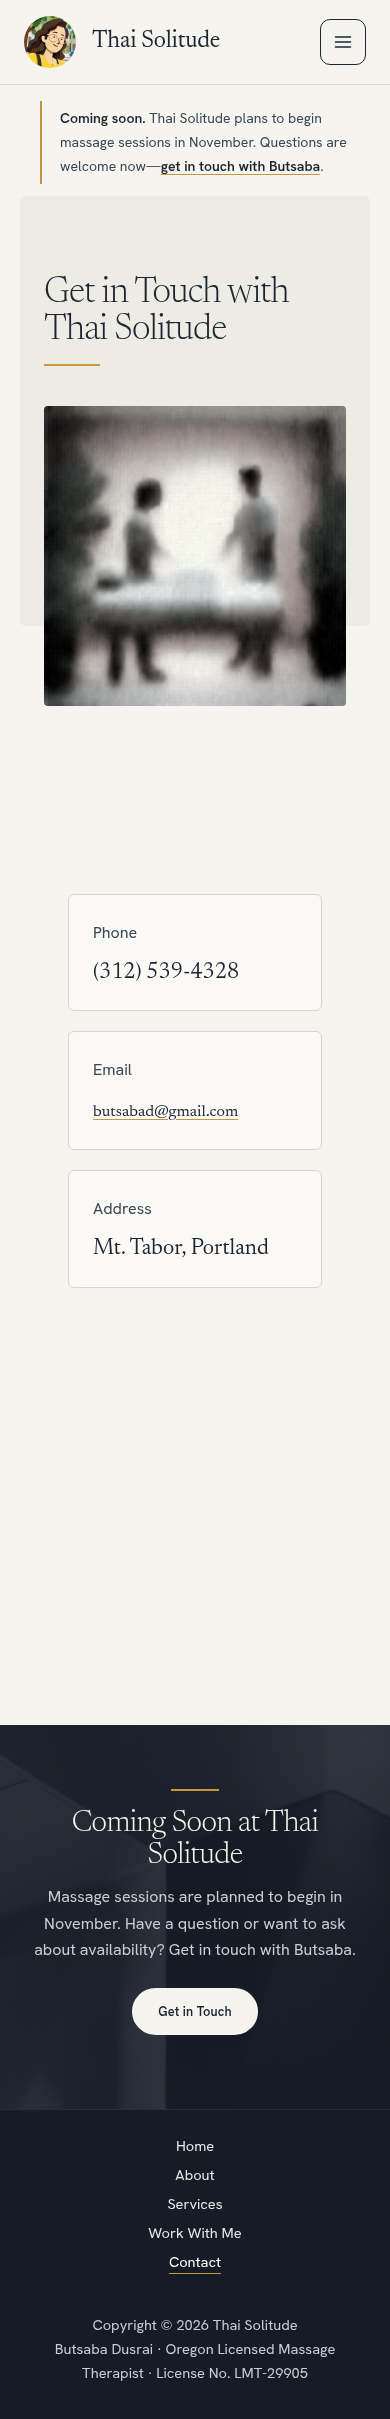 Thai Solitude
Coming soon. Thai Solitude plans to begin
massage sessions in November. Questions are
welcome now—get in touch with Butsaba.
Get in Touch with
Thai Solitude
Phone
(312) 539-4328
Email
butsabad@gmail.com
Address
Mt. Tabor, Portland
Coming Soon at Thai
Solitude
Massage sessions are planned to begin in
November. Have a question or want to ask
about availability? Get in touch with Butsaba.
Get in Touch
Home
About
Services
Work With Me
Contact
Copyright © 2026 Thai Solitude
Butsaba Dusrai · Oregon Licensed Massage
Therapist · License No. LMT-29905